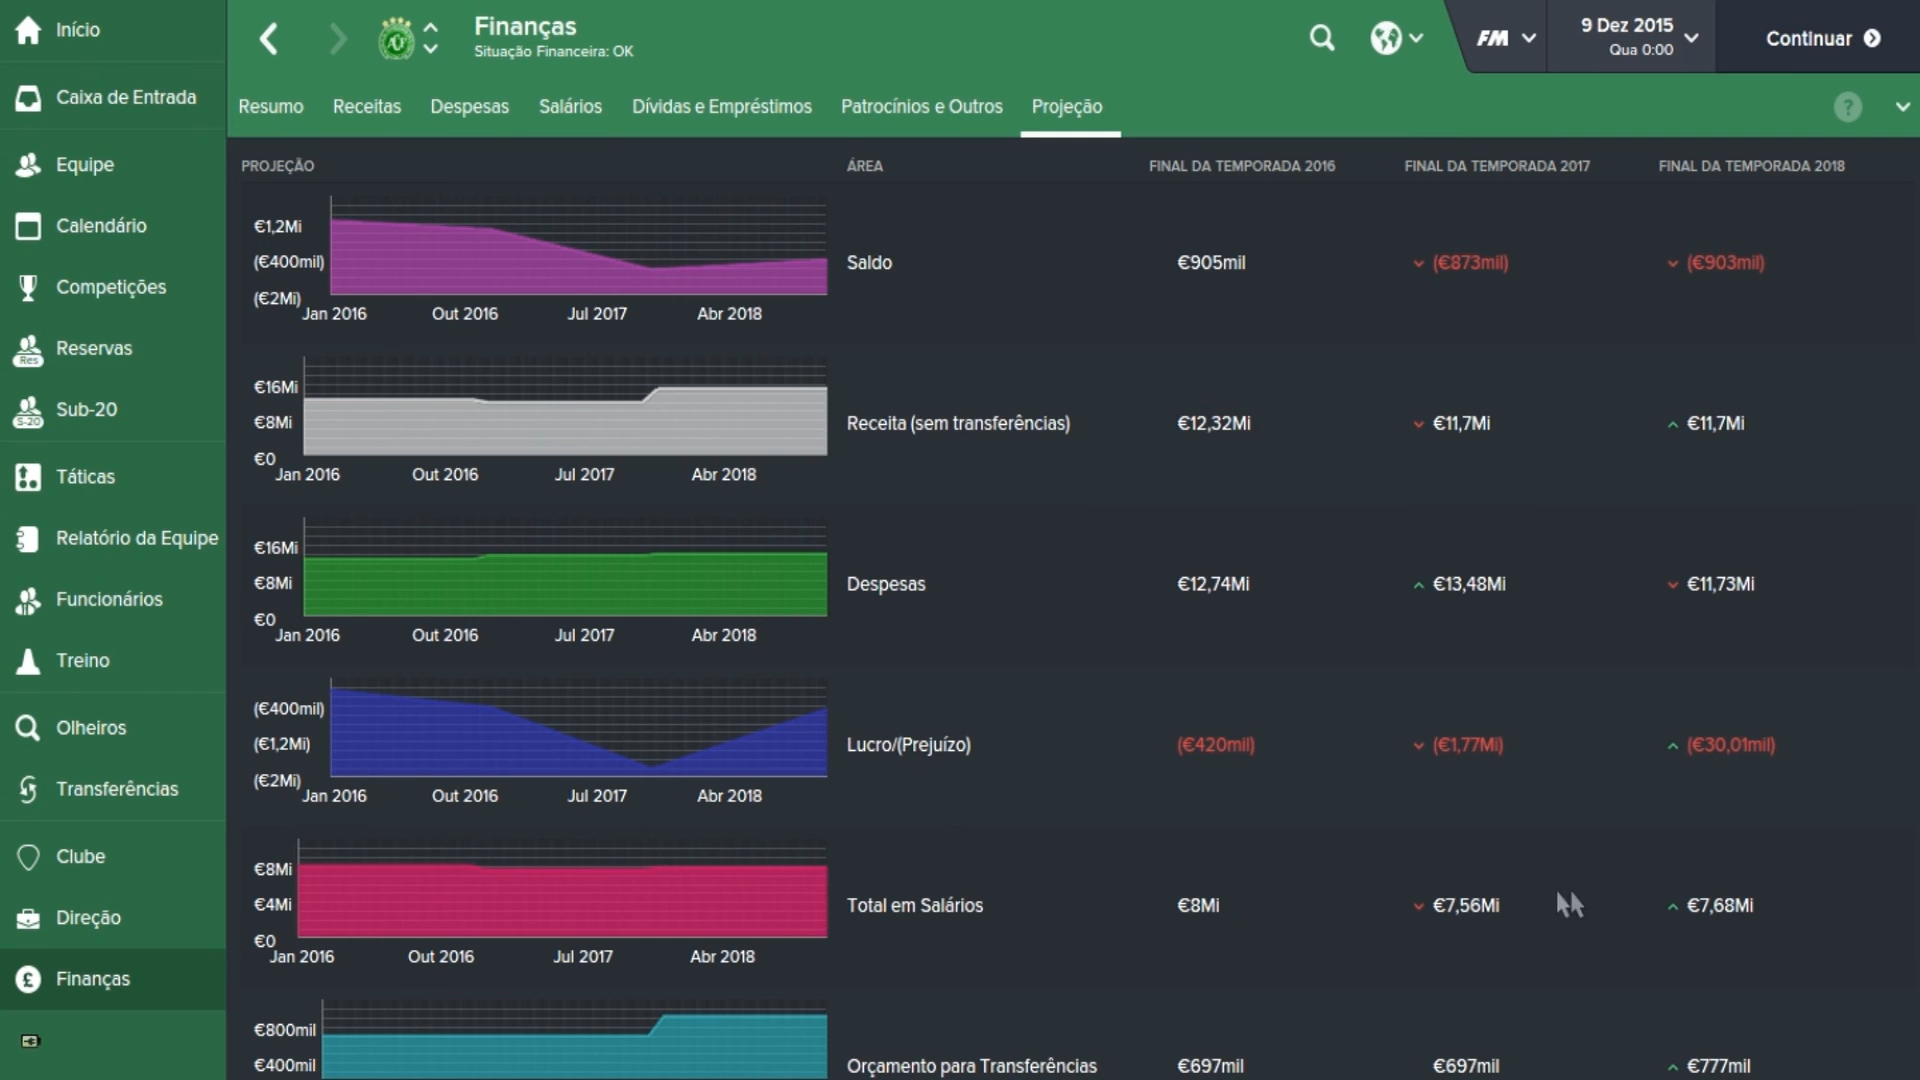 Início
Caixa de Entrada
Equipe
Calendário
Competições
Res
Reservas
S-20
Sub-20
Táticas
Relatório da Equipe
Funcionários
Treino
Olheiros
Transferências
Clube
Direção
Finanças
Finanças
Situação Financeira: OK
FM
9 Dez 2015
Qua 0:00
Continuar
Resumo Receitas Despesas Salários Dívidas e Empréstimos Patrocínios e Outros Projeção
?
PROJEÇÃO ÁREA FINAL DA TEMPORADA 2016 FINAL DA TEMPORADA 2017 FINAL DA TEMPORADA 2018
€1,2Mi
(€400mil)
(€2Mi)
Jan 2016 Out 2016 Jul 2017 Abr 2018
Saldo €905mil (€873mil) (€903mil)
€16Mi
€8Mi
€0
Jan 2016 Out 2016 Jul 2017 Abr 2018
Receita (sem transferências) €12,32Mi €11,7Mi €11,7Mi
€16Mi
€8Mi
€0
Jan 2016 Out 2016 Jul 2017 Abr 2018
Despesas €12,74Mi €13,48Mi €11,73Mi
(€400mil)
(€1,2Mi)
(€2Mi)
Jan 2016 Out 2016 Jul 2017 Abr 2018
Lucro/(Prejuízo) (€420mil) (€1,77Mi) (€30,01mil)
€8Mi
€4Mi
€0
Jan 2016 Out 2016 Jul 2017 Abr 2018
Total em Salários €8Mi €7,56Mi €7,68Mi
€800mil
€400mil
Orçamento para Transferências €697mil €697mil €777mil